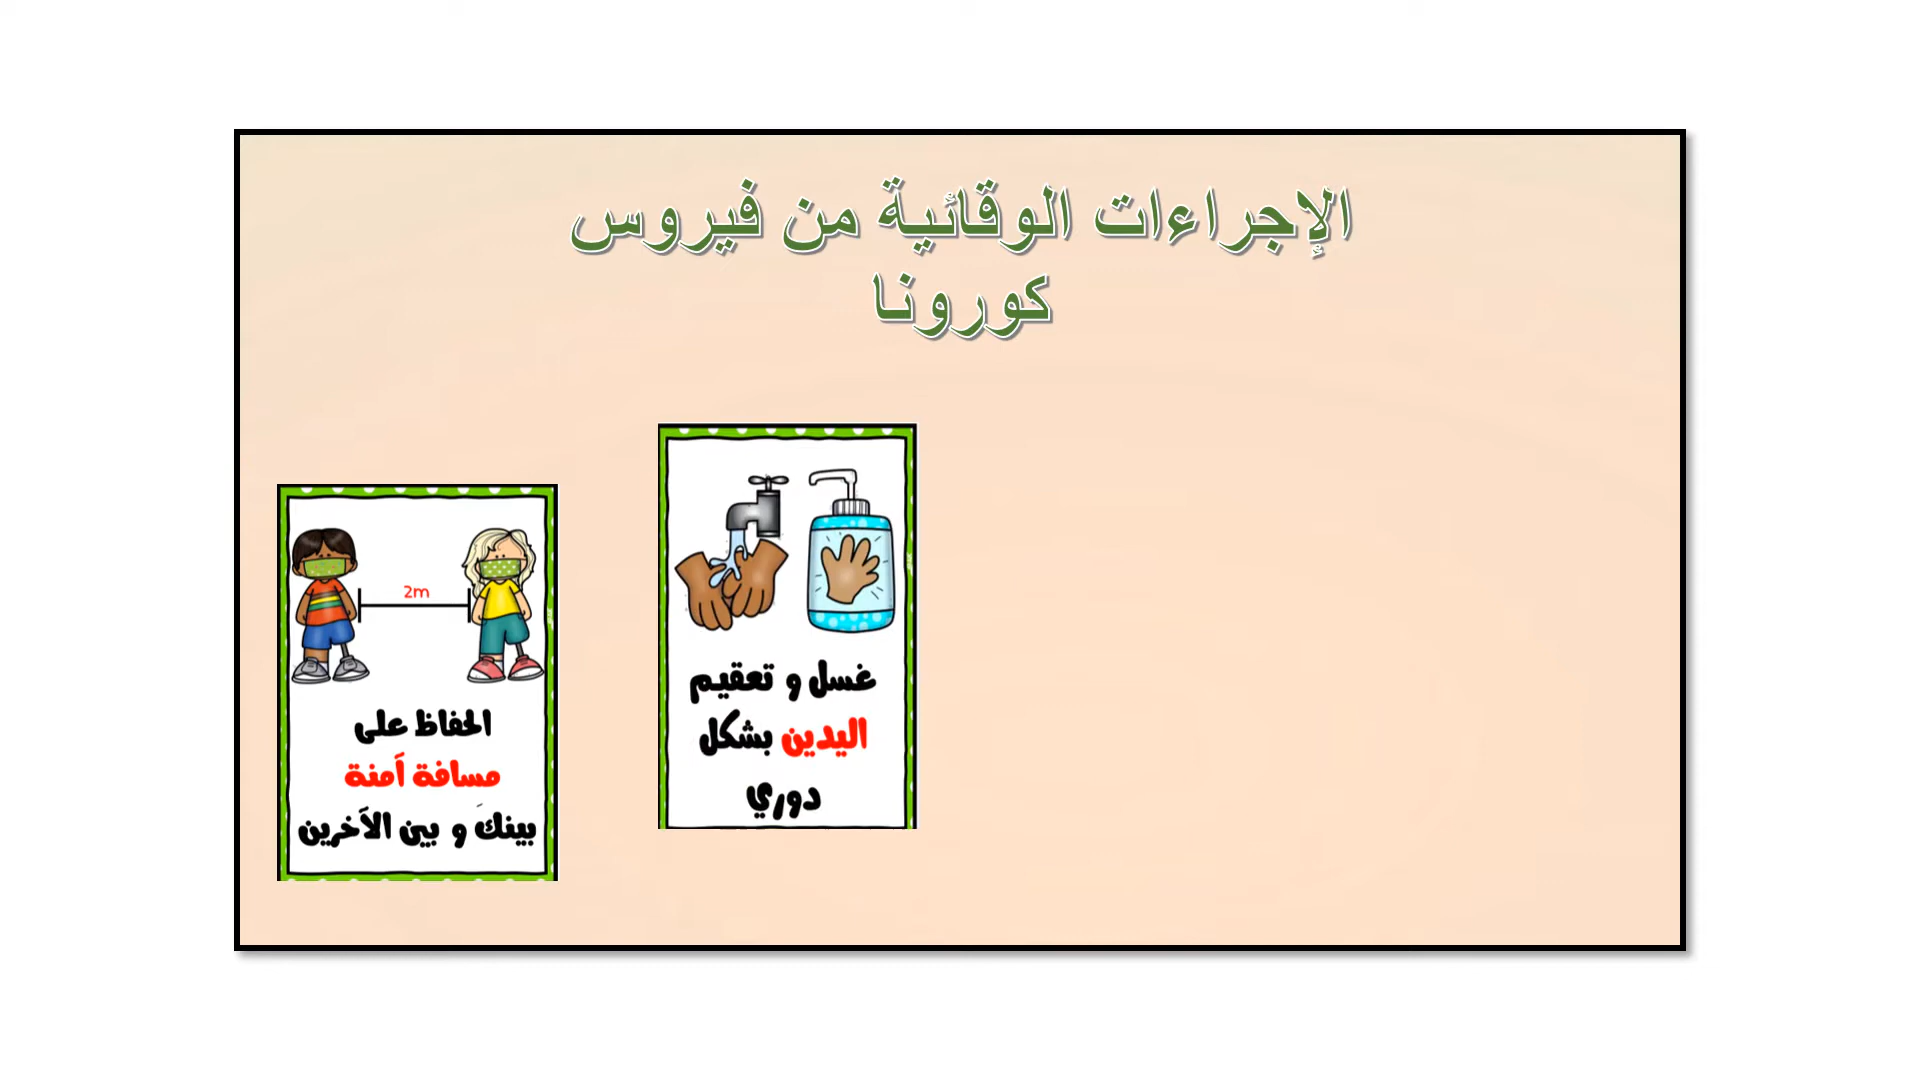 الإجراءات الوقائية من فيروس
كورونا
غسل و تعقيم
اليدين بشكل
دوري
2m
الحفاظ على
مسافة آمنة
بينكَ و بين الآخرين